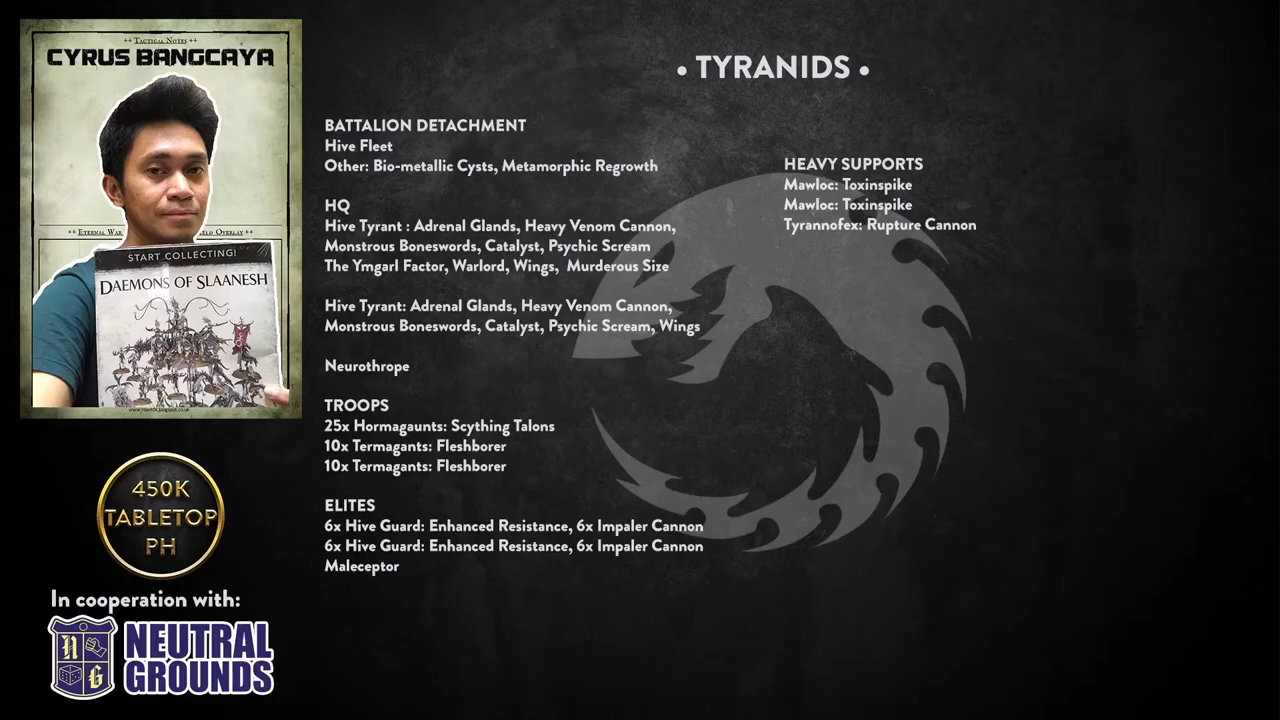 ++ Tactical Notes ++
CYRUS BANGCAYA
++ Eternal War
eld Overlay ++
START COLLECTING!
DAEMONS OF SLAANESH
450K
TABLETOP
PH
In cooperation with:
N G
NEUTRAL
GROUNDS
• TYRANIDS •
BATTALION DETACHMENT
Hive Fleet
Other: Bio-metallic Cysts, Metamorphic Regrowth
HQ
Hive Tyrant : Adrenal Glands, Heavy Venom Cannon,
Monstrous Boneswords, Catalyst, Psychic Scream
The Ymgarl Factor, Warlord, Wings, Murderous Size
Hive Tyrant: Adrenal Glands, Heavy Venom Cannon,
Monstrous Boneswords, Catalyst, Psychic Scream, Wings
Neurothrope
TROOPS
25x Hormagaunts: Scything Talons
10x Termagants: Fleshborer
10x Termagants: Fleshborer
ELITES
6x Hive Guard: Enhanced Resistance, 6x Impaler Cannon
6x Hive Guard: Enhanced Resistance, 6x Impaler Cannon
Maleceptor
HEAVY SUPPORTS
Mawloc: Toxinspike
Mawloc: Toxinspike
Tyrannofex: Rupture Cannon